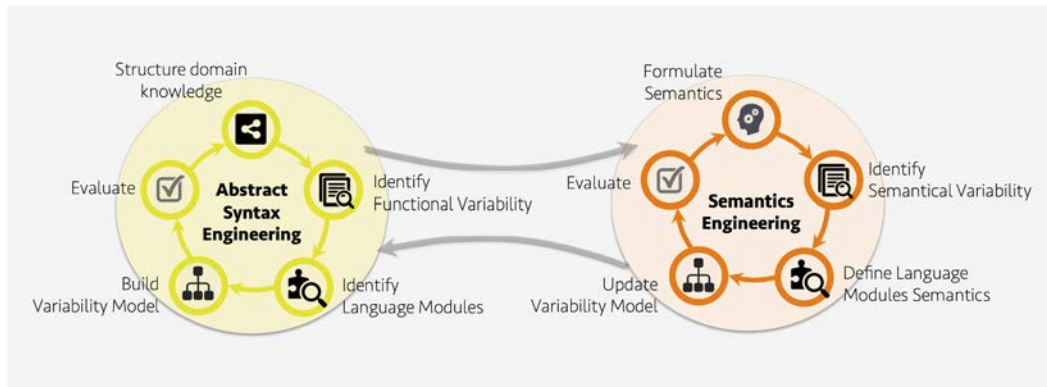 Structure domain
knowledge
Evaluate
Abstract
Syntax
Engineering
Identify
Functional Variability
Build
Variability Model
Identify
Language Modules
Formulate
Semantics
Evaluate
Semantics
Engineering
Identify
Semantical Variability
Update
Variability Model
Define Language
Modules Semantics